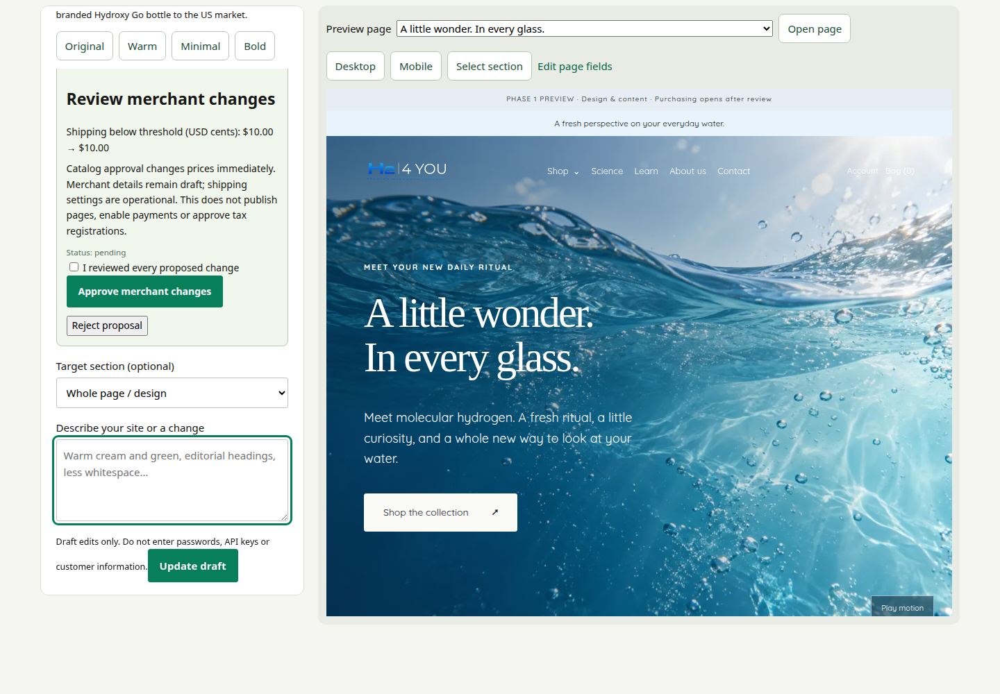 branded Hydroxy Go bottle to the US market.
Original
Warm
Minimal
Bold
Review merchant changes
Shipping below threshold (USD cents): $10.00
→ $10.00
Catalog approval changes prices immediately.
Merchant details remain draft; shipping
settings are operational. This does not publish
pages, enable payments or approve tax
registrations.
Status: pending
I reviewed every proposed change
Approve merchant changes
Reject proposal
Target section (optional)
Whole page / design
Describe your site or a change
Warm cream and green, editorial headings,
less whitespace...
Draft edits only. Do not enter passwords, API keys or
customer information.
Update draft
Preview page
A little wonder. In every glass.
Open page
Desktop
Mobile
Select section
Edit page fields
PHASE 1 PREVIEW · Design & content · Purchasing opens after review
A fresh perspective on your everyday water.
H2 | 4 YOU
Shop
Science
Learn
About us
Contact
Account
Bag (0)
MEET YOUR NEW DAILY RITUAL
A little wonder.
In every glass.
Meet molecular hydrogen. A fresh ritual, a little
curiosity, and a whole new way to look at your
water.
Shop the collection ↗
Play motion